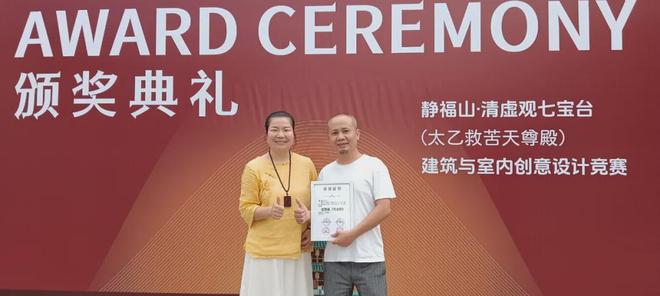 AWARD CEREMONY
颁奖典礼
静福山·清虚观七宝台
（太乙救苦天尊殿）
建筑与室内创意设计竞赛